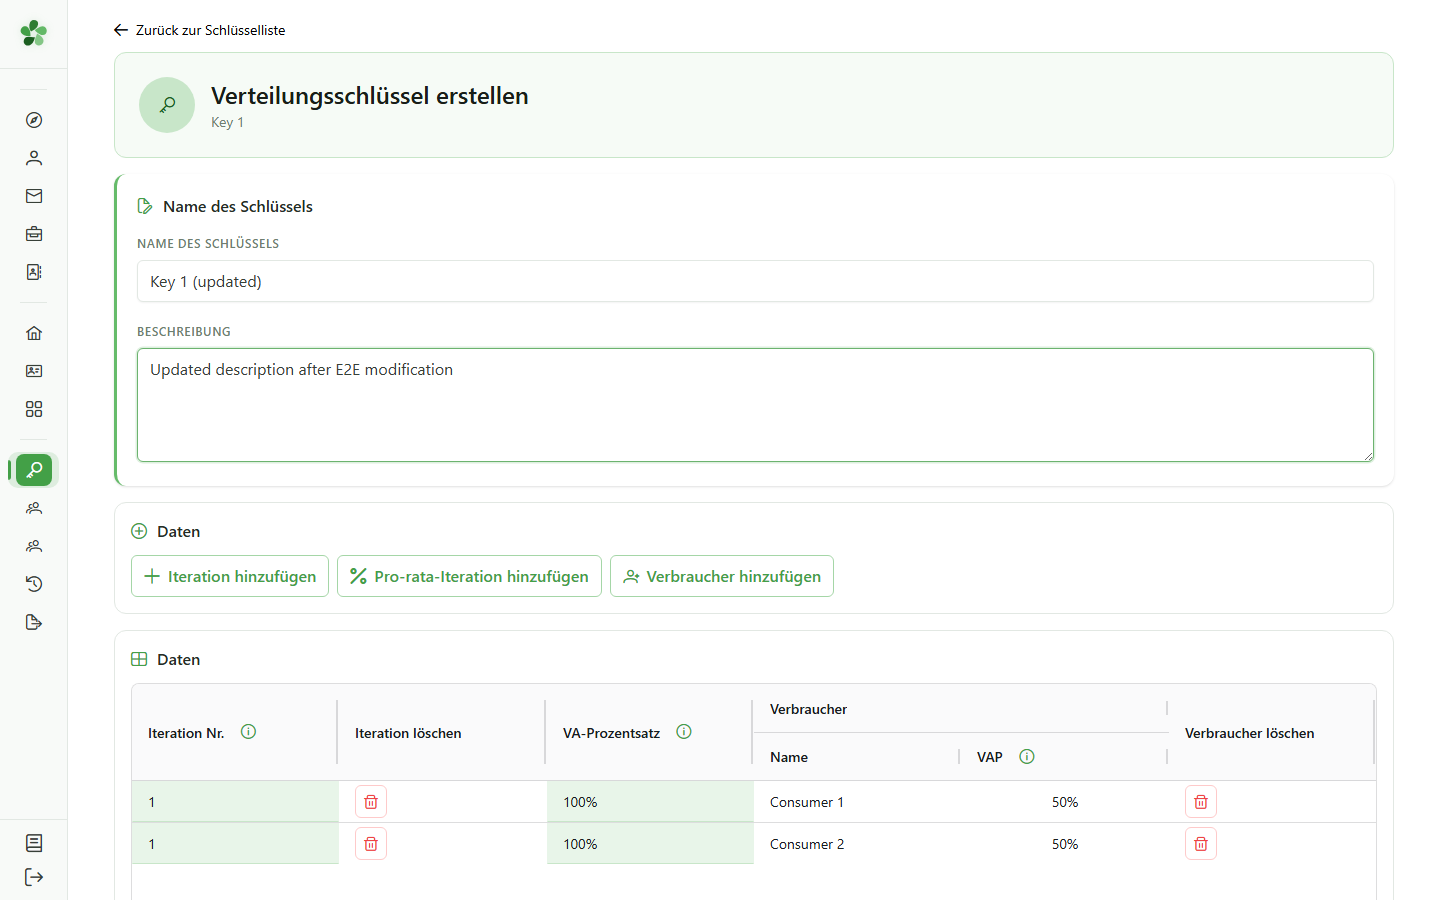 Zurück zur Schlüsselliste
Verteilungsschlüssel erstellen
Key 1
Name des Schlüssels
NAME DES SCHLÜSSELS
Key 1 (updated)
BESCHREIBUNG
Updated description after E2E modification
Daten
Iteration hinzufügen
Pro-rata-Iteration hinzufügen
Verbraucher hinzufügen
Daten
Iteration Nr.
Iteration löschen
VA-Prozentsatz
Verbraucher
Name
VAP
Verbraucher löschen
1 100% Consumer 1 50%
1 100% Consumer 2 50%